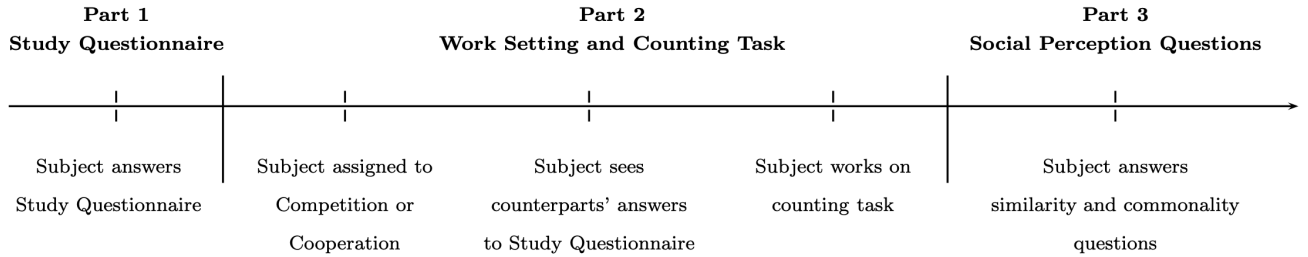 Part 1
Study Questionnaire
Part 2
Work Setting and Counting Task
Part 3
Social Perception Questions
Subject answers
Study Questionnaire
Subject assigned to
Competition or
Cooperation
Subject sees
counterparts' answers
to Study Questionnaire
Subject works on
counting task
Subject answers
similarity and commonality
questions